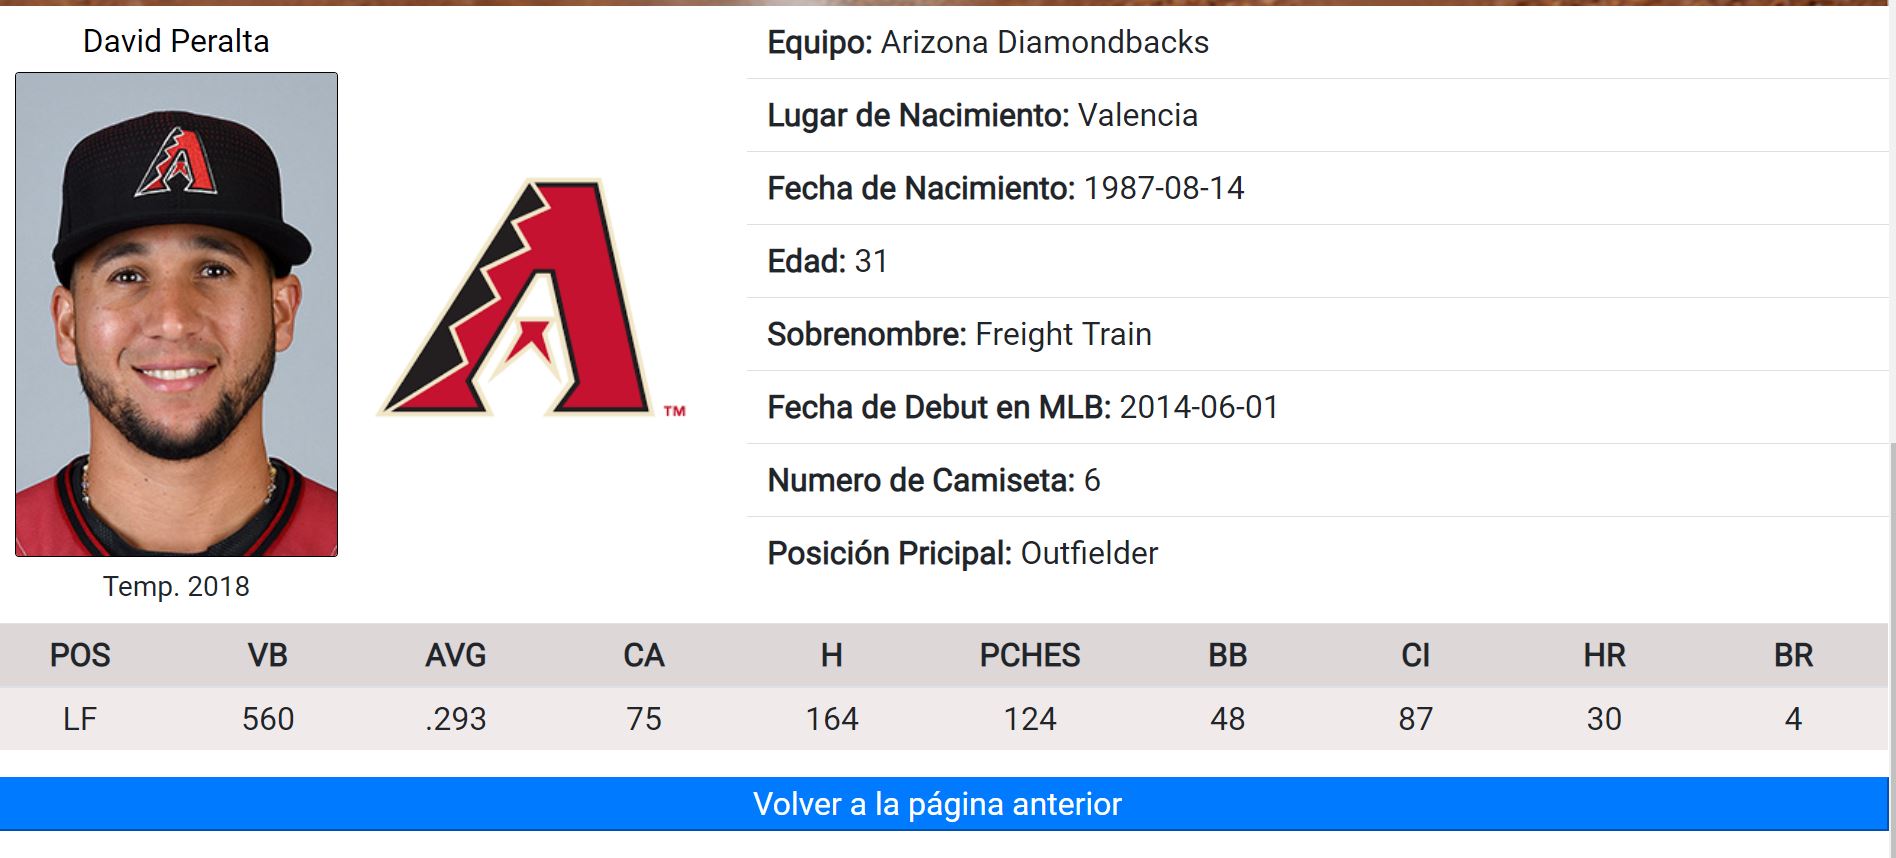 David Peralta
Temp. 2018
TM
Equipo: Arizona Diamondbacks
Lugar de Nacimiento: Valencia
Fecha de Nacimiento: 1987-08-14
Edad: 31
Sobrenombre: Freight Train
Fecha de Debut en MLB: 2014-06-01
Numero de Camiseta: 6
Posición Pricipal: Outfielder
POS VB AVG CA H PCHES BB CI HR BR
LF 560 .293 75 164 124 48 87 30 4
Volver a la página anterior